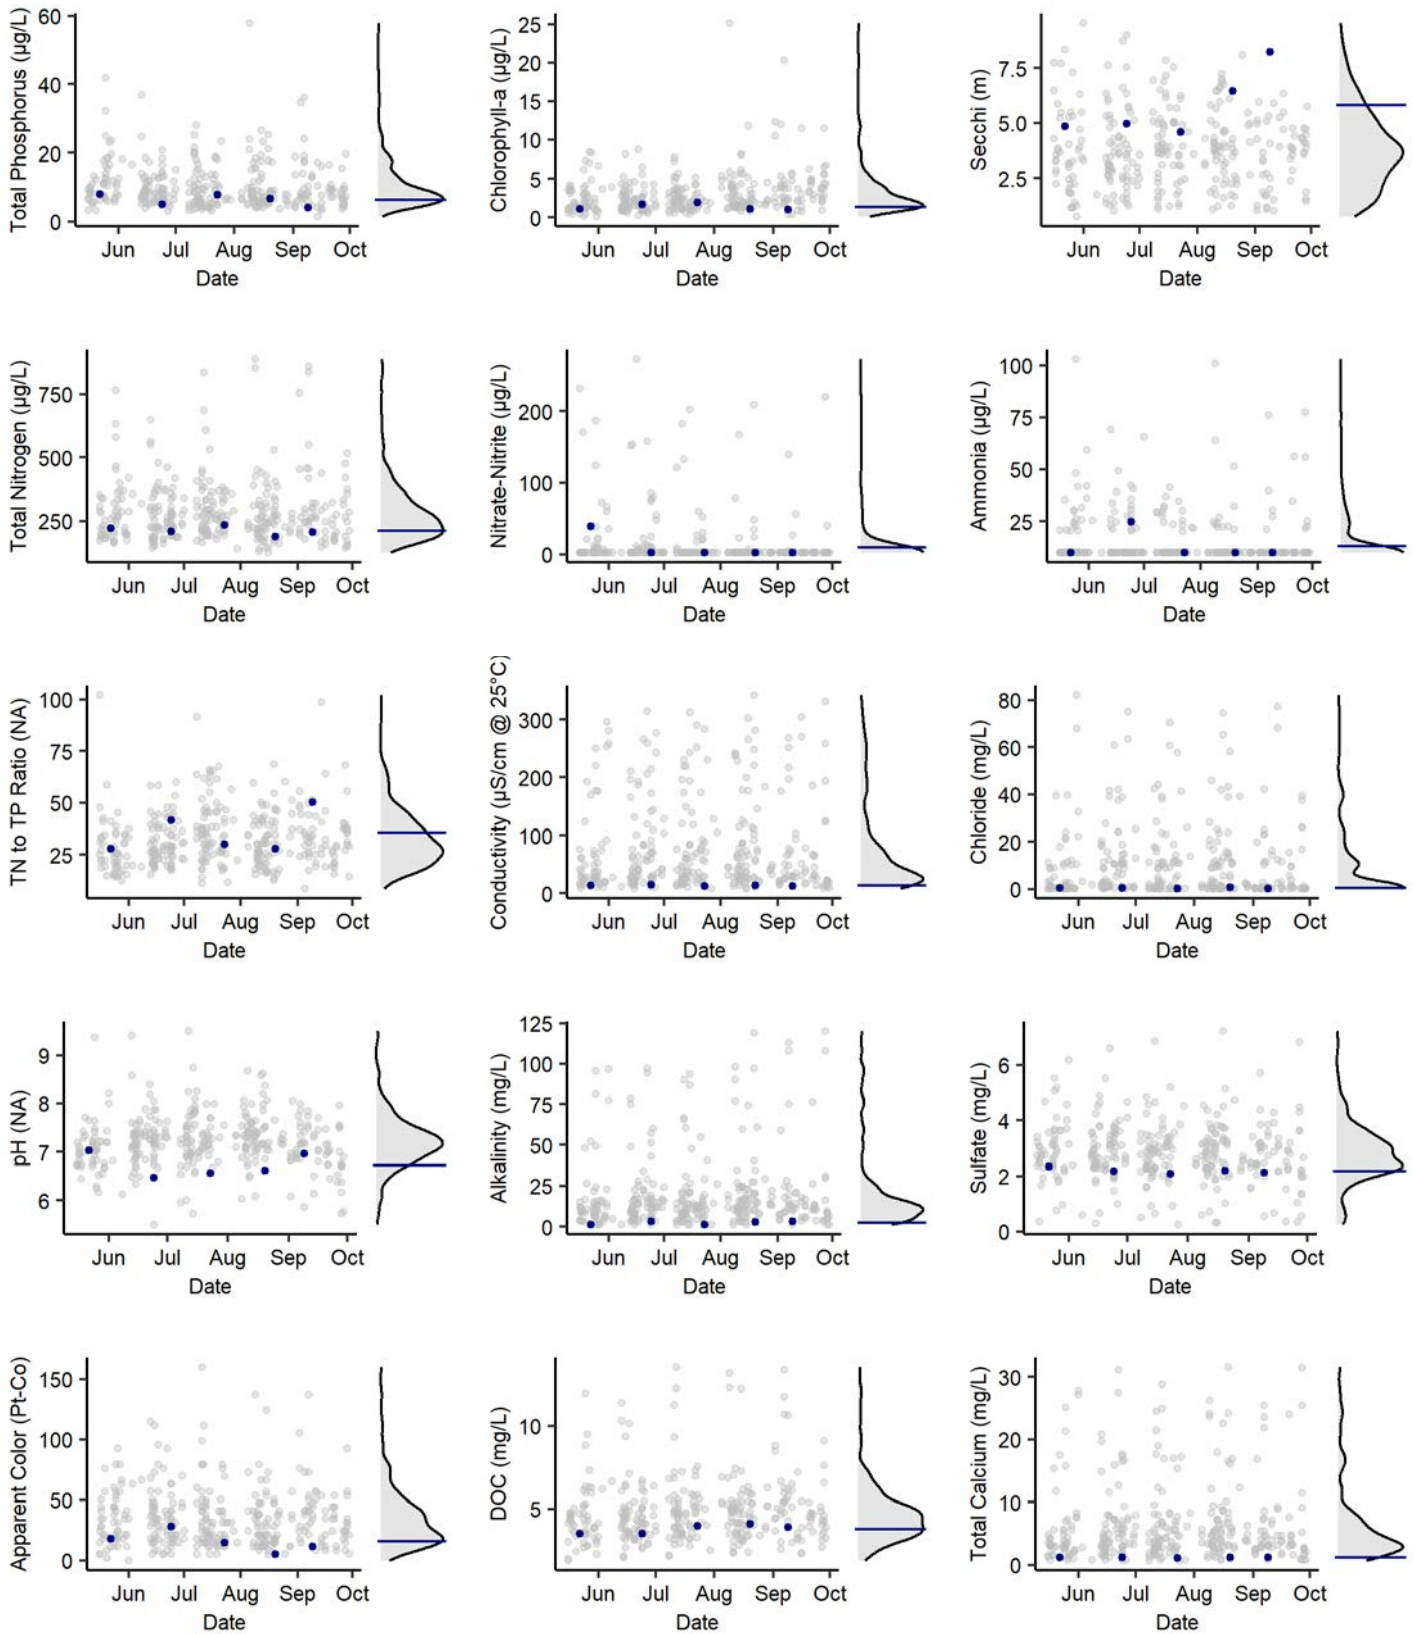 Total Phosphorus (µg/L)
60
40
20
0
Jun Jul Aug Sep Oct
Date
Chlorophyll-a (µg/L)
25
20
15
10
5
0
Jun Jul Aug Sep Oct
Date
Secchi (m)
7.5
5.0
2.5
Jun Jul Aug Sep Oct
Date
Total Nitrogen (µg/L)
750
500
250
Jun Jul Aug Sep Oct
Date
Nitrate-Nitrite (µg/L)
200
100
0
Jun Jul Aug Sep Oct
Date
Ammonia (µg/L)
100
75
50
25
Jun Jul Aug Sep Oct
Date
TN to TP Ratio (NA)
100
75
50
25
Jun Jul Aug Sep Oct
Date
Conductivity (µS/cm @ 25°C)
300
200
100
0
Jun Jul Aug Sep Oct
Date
Chloride (mg/L)
80
60
40
20
0
Jun Jul Aug Sep Oct
Date
pH (NA)
9
8
7
6
Jun Jul Aug Sep Oct
Date
Alkalinity (mg/L)
125
100
75
50
25
0
Jun Jul Aug Sep Oct
Date
Sulfate (mg/L)
6
4
2
0
Jun Jul Aug Sep Oct
Date
Apparent Color (Pt-Co)
150
100
50
0
Jun Jul Aug Sep Oct
Date
DOC (mg/L)
10
5
Jun Jul Aug Sep Oct
Date
Total Calcium (mg/L)
30
20
10
0
Jun Jul Aug Sep Oct
Date